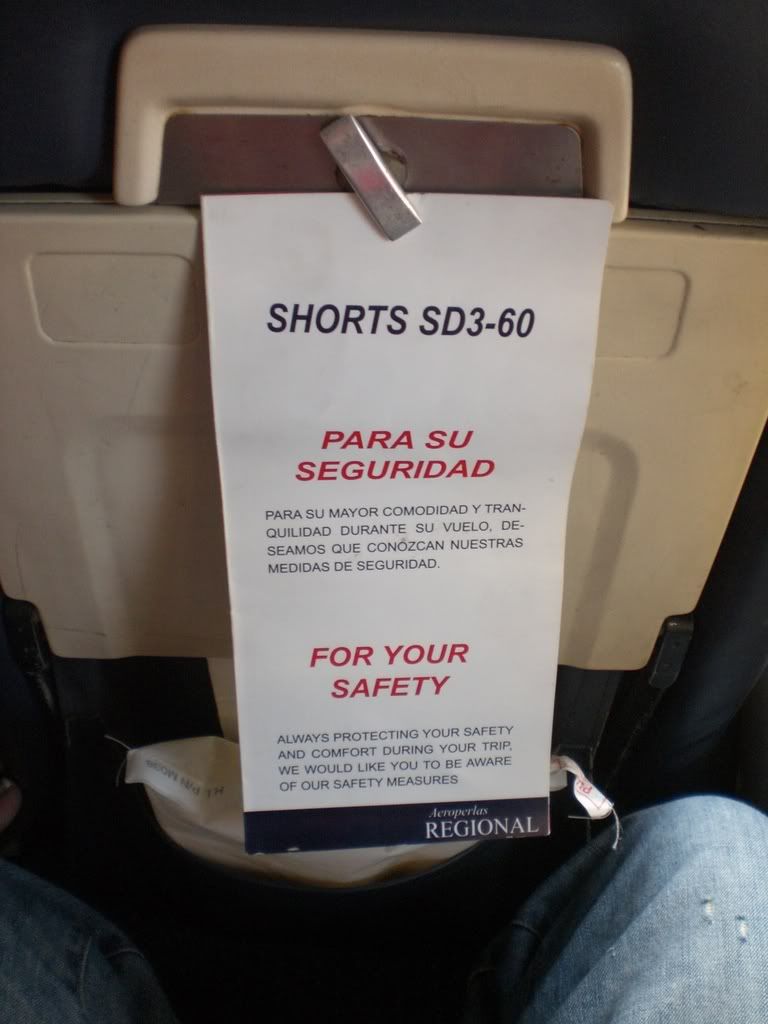 SHORTS SD3-60
PARA SU
SEGURIDAD
PARA SU MAYOR COMODIDAD Y TRAN-
QUILIDAD DURANTE SU VUELO, DE-
SEAMOS QUE CONOZCAN NUESTRAS
MEDIDAS DE SEGURIDAD.
FOR YOUR
SAFETY
ALWAYS PROTECTING YOUR SAFETY
AND COMFORT DURING YOUR TRIP,
WE WOULD LIKE YOU TO BE AWARE
OF OUR SAFETY MEASURES
Aeroperlas
REGIONAL